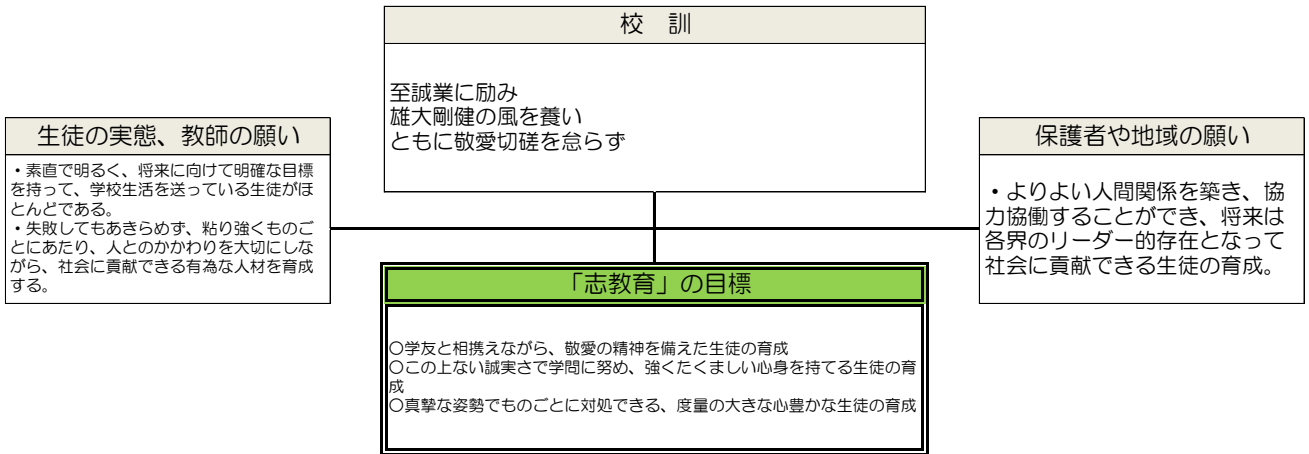 校　訓
至誠業に励み
雄大剛健の風を養い
ともに敬愛切磋を怠らず
生徒の実態、教師の願い
・素直で明るく、将来に向けて明確な目標
を持って、学校生活を送っている生徒がほ
とんどである。
・失敗してもあきらめず、粘り強くものご
とにあたり、人とのかかわりを大切にしな
がら、社会に貢献できる有為な人材を育成
する。
保護者や地域の願い
・よりよい人間関係を築き、協
力協働することができ、将来は
各界のリーダー的存在となって
社会に貢献できる生徒の育成。
「志教育」の目標
○学友と相携えながら、敬愛の精神を備えた生徒の育成
○この上ない誠実さで学問に努め、強くたくましい心身を持てる生徒の育
成
○真摯な姿勢でものごとに対処できる、度量の大きな心豊かな生徒の育成